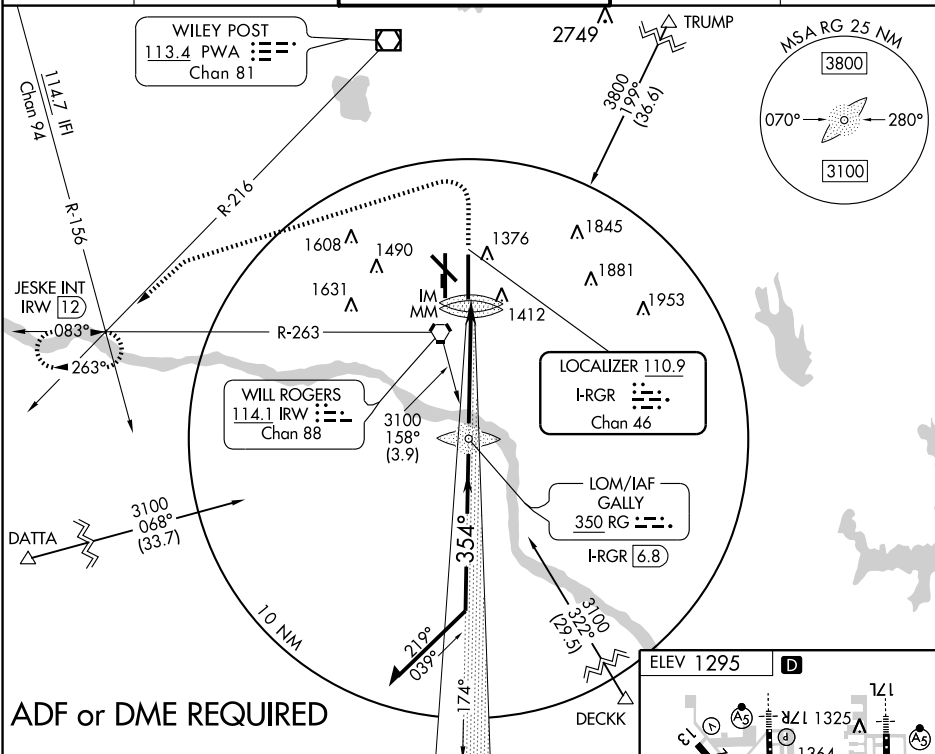 WILEY POST
113.4 PWA
Chan 81
2749
TRUMP
3800
199°
(36.6)
MSA RG 25 NM
3800
070°
280°
3100
114.7 IFI
Chan 94
R-156
R-216
1608
1490
1376
1845
1631
1881
1953
IM
MM
1412
JESKE INT
IRW 12
083°
263°
R-263
LOCALIZER 110.9
I-RGR
Chan 46
WILL ROGERS
114.1 IRW
Chan 88
3100
158°
(3.9)
LOM/IAF
GALLY
350 RG
I-RGR 6.8
3100
068°
(33.7)
DATTA
354°
3100
322°
(29.5)
10 NM
219°
039°
174°
DECKK
ADF or DME REQUIRED
ELEV 1295
D
17L
A5
17R
1325
V
P
A5
13
1364